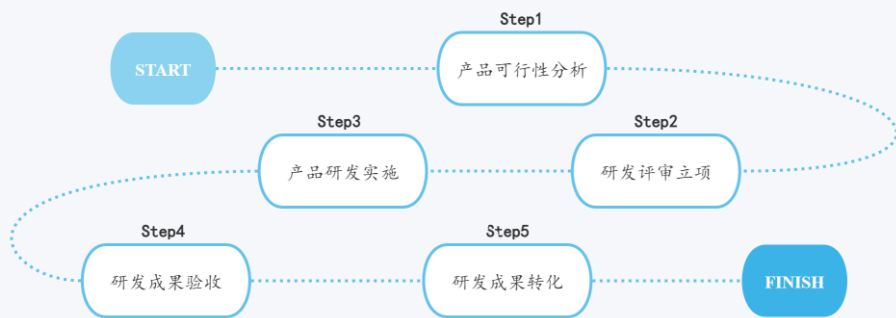 START
Step1
产品可行性分析
Step2
研发评审立项
Step3
产品研发实施
Step4
研发成果验收
Step5
研发成果转化
FINISH